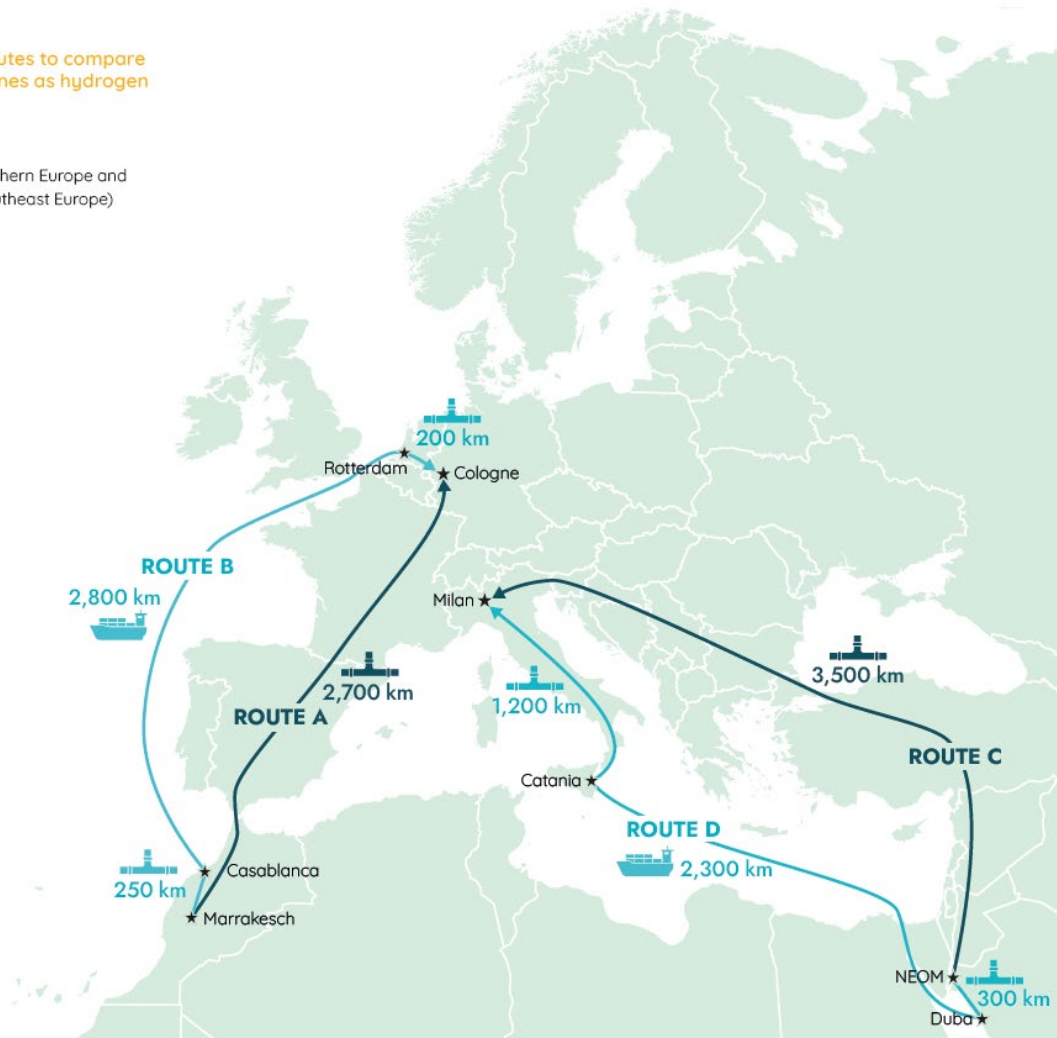 utes to compare
nes as hydrogen
hern Europe and
theast Europe)
200 km
Rotterdam
Cologne
ROUTE B
2,800 km
Milan
3,500 km
2,700 km
1,200 km
ROUTE A
ROUTE C
Catania
ROUTE D
2,300 km
Casablanca
250 km
Marrakesch
NEOM
300 km
Duba